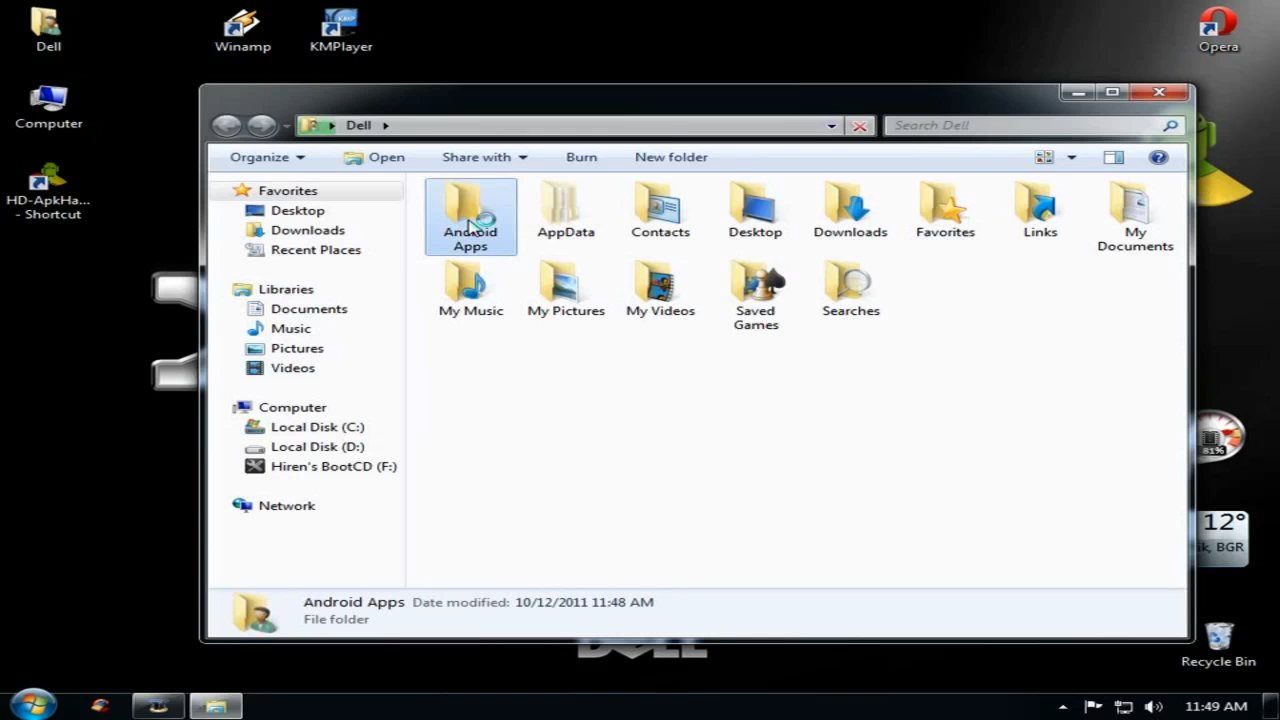 Dell
Winamp
KMPlayer
Opera
Computer
HD-ApkHa...
- Shortcut
Dell
Search Dell
Organize
Open
Share with
Burn
New folder
Favorites
Desktop
Downloads
Recent Places
Libraries
Documents
Music
Pictures
Videos
Computer
Local Disk (C:)
Local Disk (D:)
Hiren's BootCD (F:)
Network
Android
Apps
AppData
Contacts
Desktop
Downloads
Favorites
Links
My
Documents
My Music
My Pictures
My Videos
Saved
Games
Searches
Android Apps Date modified: 10/12/2011 11:48 AM
File folder
81%
12°
ik, BGR
DELL
Recycle Bin
11:49 AM